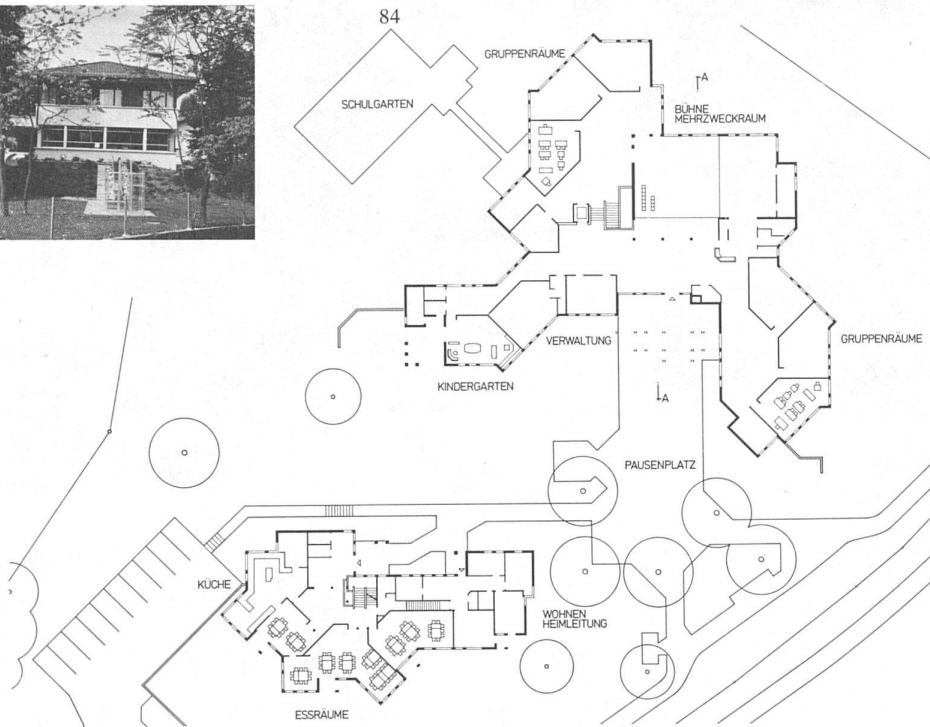 84
GRUPPENRÄUME
A
SCHULGARTEN
BÜHNE
MEHRZWECKRAUM
VERWALTUNG
GRUPPENRÄUME
KINDERGARTEN
A
PAUSENPLATZ
KÜCHE
WOHNEN
HEIMLEITUNG
ESSRÄUME